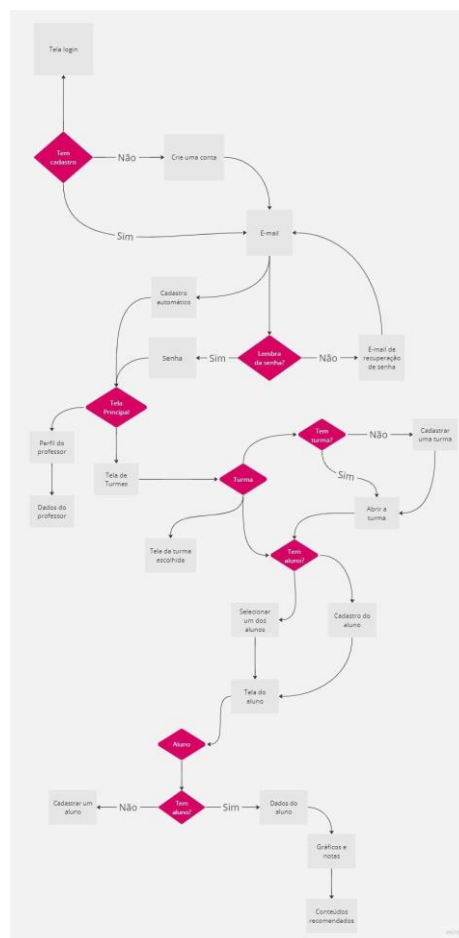 Tela login
Tem
cadastro
Não
Crie uma conta
Sim
E-mail
Cadastro
automático
Senha
Sim
Lembra
da senha?
Não
E-mail de
recuperação
de senha
Tela
Principal
Perfil do
professor
Dados do
professor
Tela de
Turmas
Turma
Tem
turma?
Não
Cadastrar
uma turma
Sim
Abrir a
turma
Tela da turma
escolhida
Tem
aluno?
Selecionar
um dos
alunos
Cadastro do
aluno
Tela do
aluno
Aluno
Cadastrar um
aluno
Não
Tem
aluno?
Sim
Dados do
aluno
Gráficos e
notas
Conteúdos
recomendados